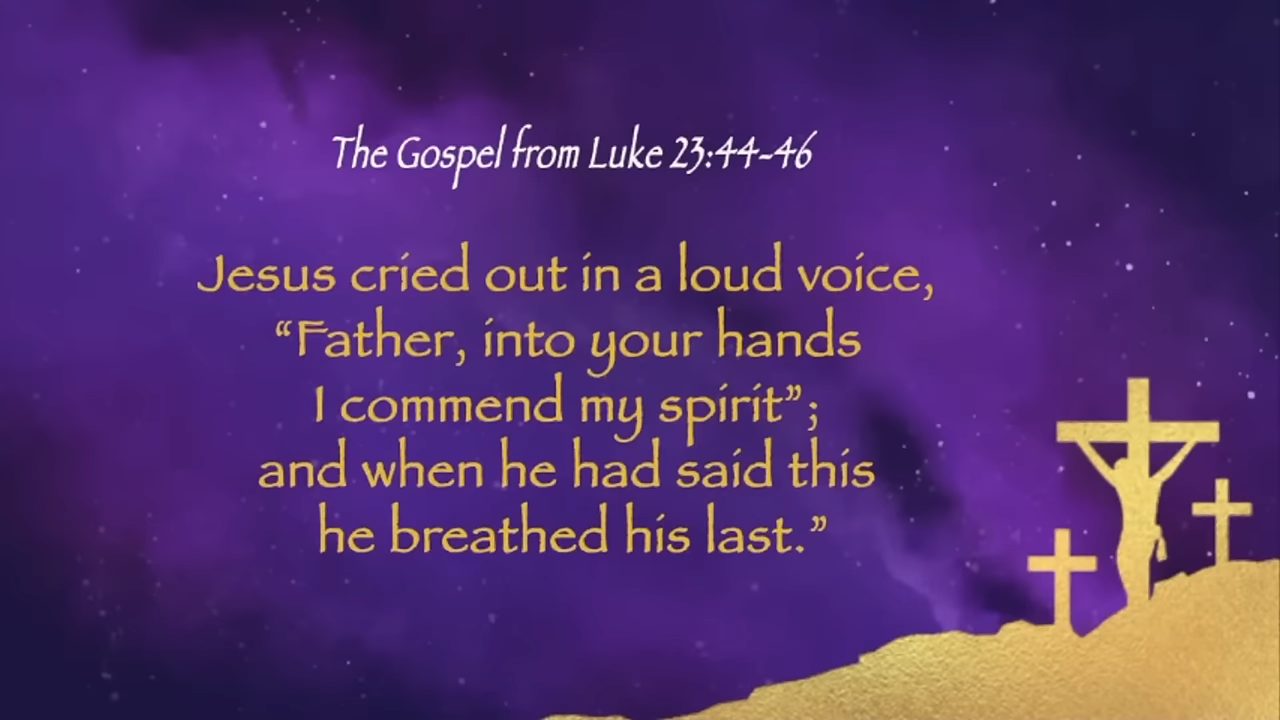 The Gospel from Luke 23:44-46
Jesus cried out in a loud voice,
“Father, into your hands
I commend my spirit”;
and when he had said this
he breathed his last.”